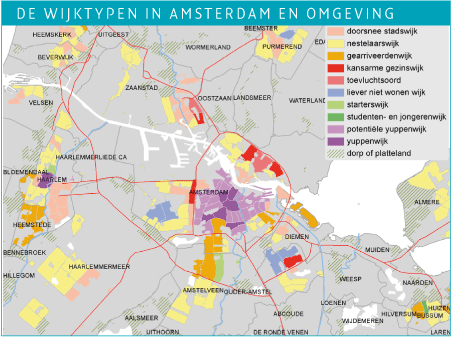 DE WIJKTYPEN IN AMSTERDAM EN OMGEVING
HEEMSKERK
UITGEEST
BEEMSTER
WORMERLAND
PURMEREND
BEVERWIJK
ZAANSTAD
VELSEN
OOSTZAAN
LANDSMEER
WATERLAND
doorsnee stadswijk
nestelaarswijk
gearriveerdenwijk
kansarme gezinswijk
toevluchtsoord
liever niet wonen wijk
starterswijk
studenten- en jongerenwijk
potentiële yuppenwijk
yuppenwijk
dorp of platteland
HAARLEMMERLIEDE CA
BLOEMENDAAL
HAARLEM
AMSTERDAM
ALMERE
HEEMSTEDE
DIEMEN
MUIDEN
BENNEBROEK
HAARLEMMERMEER
HILLEGOM
WEESP
NAARDEN
AMSTELVEEN
OUDER-AMSTEL
LOENEN
HUIZEN
AALSMEER
ABCOUDE
WIJDEMEREN
HILVERSUM
BUSSUM
UITHOORN
DE RONDE VENEN
LAREN